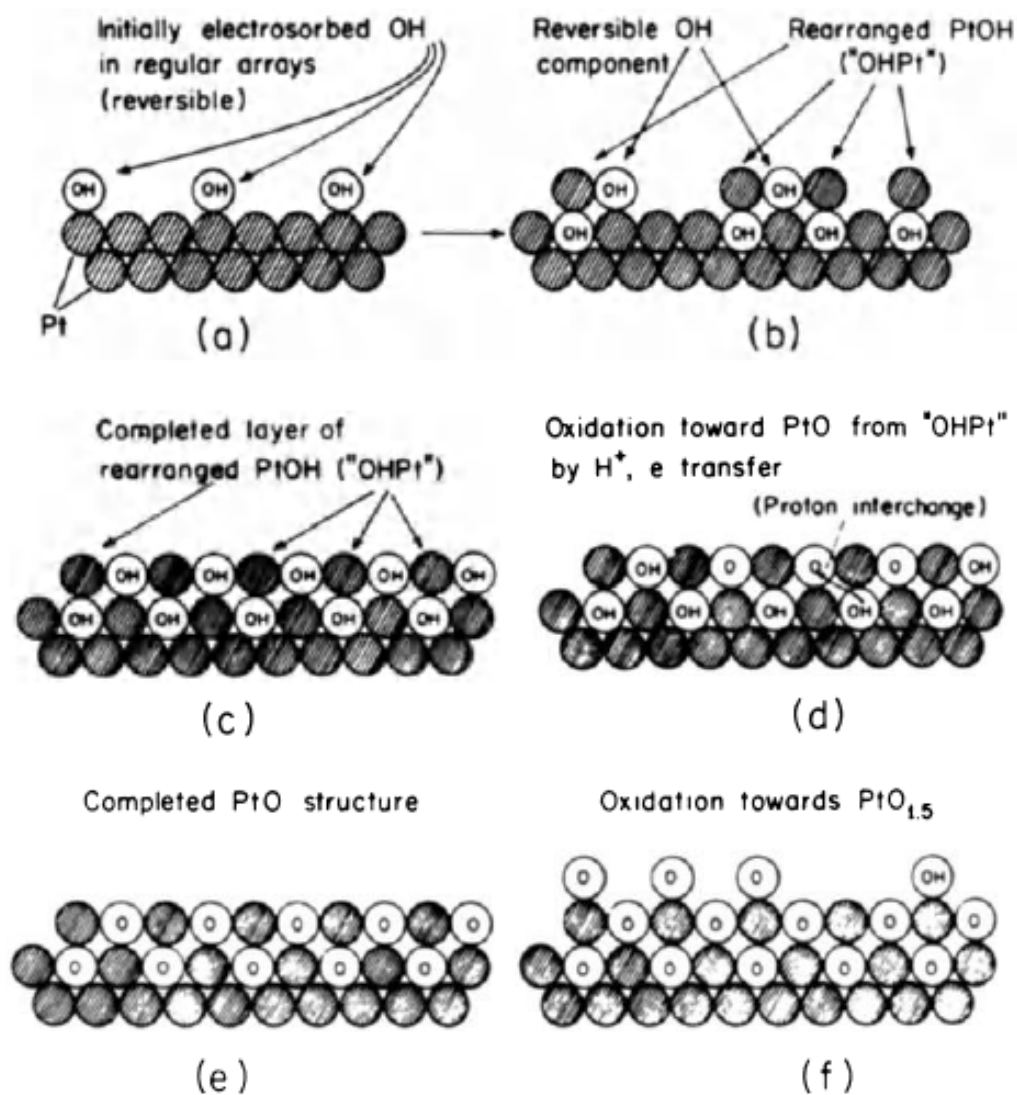 Initially electrosorbed OH
in regular arrays
(reversible)
OH OH OH
Pt
(a)
Reversible OH
component
Rearranged PtOH
("OHPt")
OH OH
OH OH OH OH
(b)
Completed layer of
rearranged PtOH ("OHPt")
OH OH OH OH OH
OH OH OH OH OH
(c)
Oxidation toward PtO from "OHPt"
by H⁺, e transfer
(Proton interchange)
OH O O O OH
OH OH OH OH OH
(d)
Completed PtO structure
O O O O O
O O O O O
(e)
Oxidation towards PtO₁.₅
O O O OH
O O O O O
O O O O O
(f)